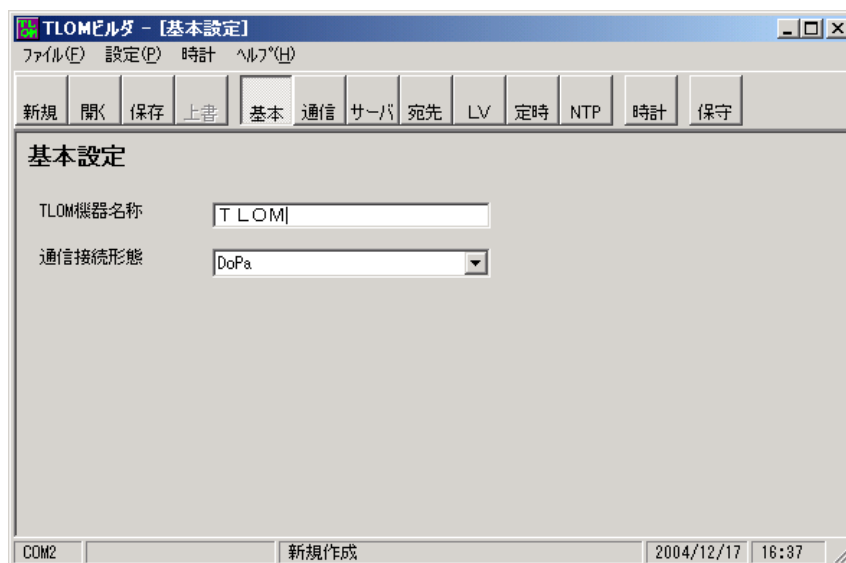 TLOMビルダ - [基本設定]
ファイル(F) 設定(P) 時計 ヘルプ(H)
新規 開く 保存 上書 基本 通信 サーバ 宛先 LV 定時 NTP 時計 保守
基本設定
TLOM機器名称 ＴＬＯＭ
通信接続形態 DoPa
COM2 新規作成 2004/12/17 16:37